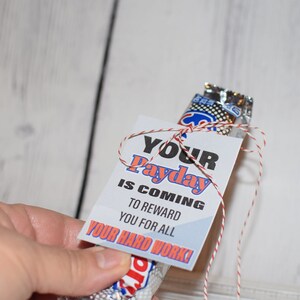 YOUR
Payday
IS COMING
TO REWARD
YOU FOR ALL
YOUR HARD WORK!